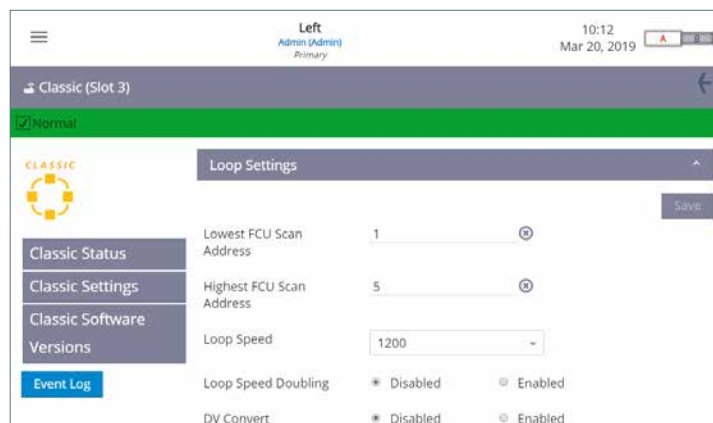 Left
Admin (Admin)
Primary
10:12
Mar 20, 2019
A B
Classic (Slot 3)
Normal
CLASSIC
Classic Status
Classic Settings
Classic Software
Versions
Event Log
Loop Settings
Save
Lowest FCU Scan
Address
1
Highest FCU Scan
Address
5
Loop Speed
1200
Loop Speed Doubling
Disabled Enabled
DV Convert
Disabled Enabled